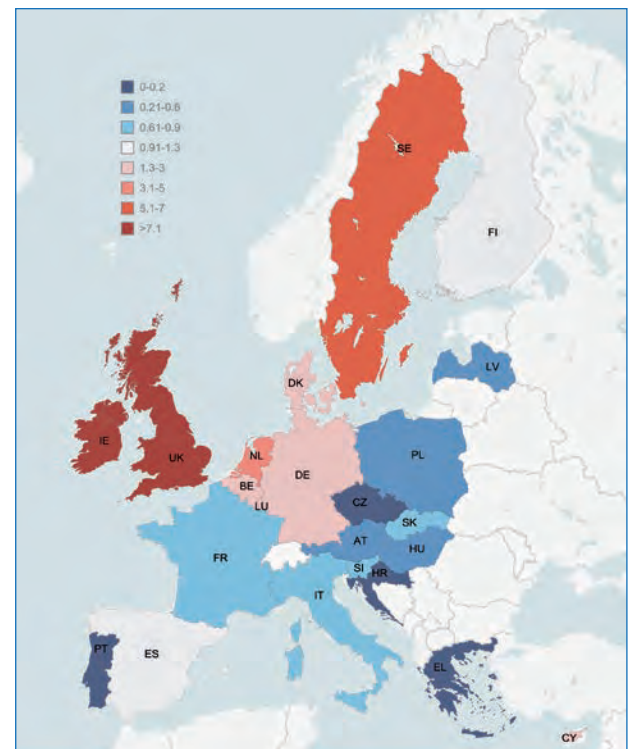 0-0.2
0.21-0.6
0.61-0.9
0.91-1.3
1.3-3
3.1-5
5.1-7
>7.1
SE
FI
LV
DK
IE
UK
NL
BE
LU
DE
PL
CZ
SK
AT
HU
FR
SI
HR
IT
PT
ES
EL
CY